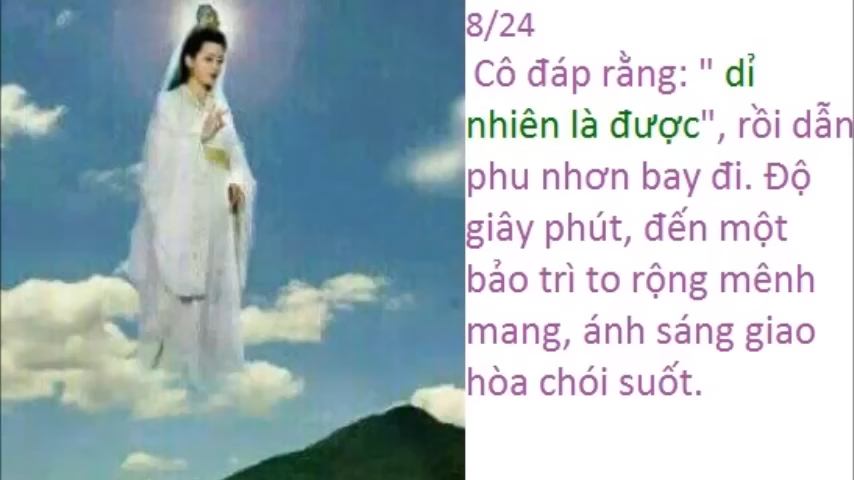 8/24
Cô đáp rằng: " dỉ
nhiên là được", rồi dẫn
phu nhơn bay đi. Độ
giây phút, đến một
bảo trì to rộng mênh
mang, ánh sáng giao
hòa chói suốt.